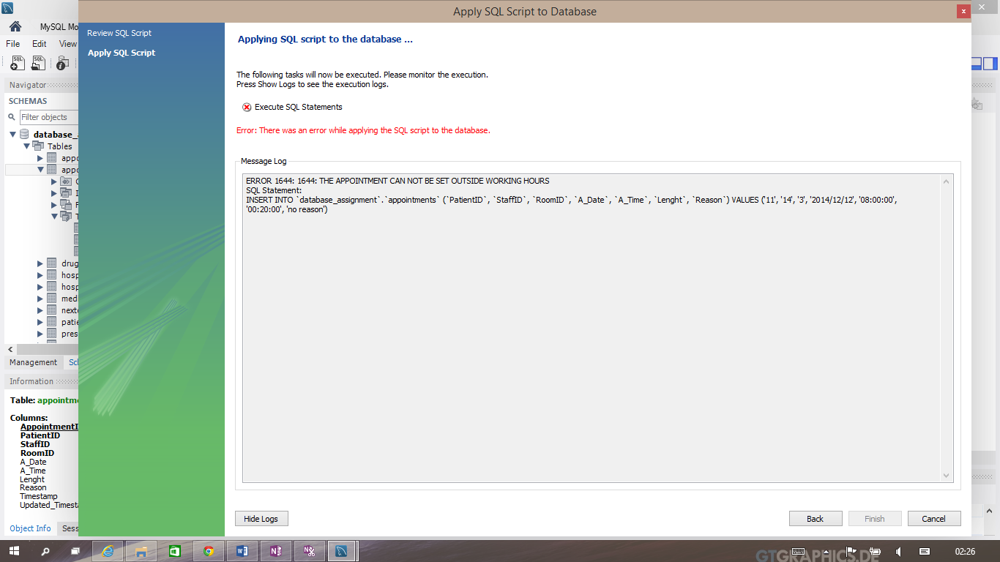 Apply SQL Script to Database
MySQL Mo
File Edit View
Navigator
SCHEMAS
Filter objects
database_
Tables
appo
appo
drug
hosp
hosp
med
next
patie
pres
Management Sch
Information
Table: appointme
Columns:
AppointmentI
PatientID
StaffID
RoomID
A_Date
A_Time
Lenght
Reason
Timestamp
Updated_Timesta
Object Info Sess
Review SQL Script
Apply SQL Script
Applying SQL script to the database ...
The following tasks will now be executed. Please monitor the execution.
Press Show Logs to see the execution logs.
Execute SQL Statements
Error: There was an error while applying the SQL script to the database.
Message Log
ERROR 1644: 1644: THE APPOINTMENT CAN NOT BE SET OUTSIDE WORKING HOURS
SQL Statement:
INSERT INTO `database_assignment`.`appointments` (`PatientID`, `StaffID`, `RoomID`, `A_Date`, `A_Time`, `Lenght`, `Reason`) VALUES ('11', '14', '3', '2014/12/12', '08:00:00',
'00:20:00', 'no reason')
Hide Logs Back Finish Cancel
GTGRAPHICS.DE
02:26